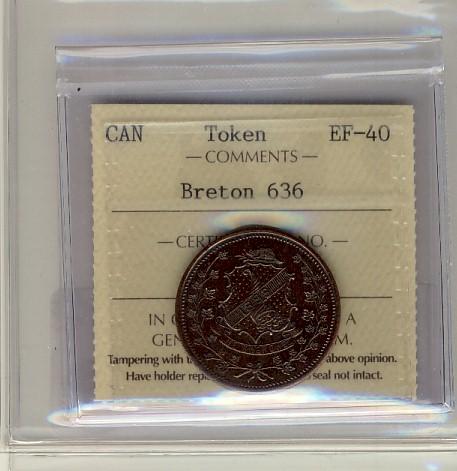 CAN Token EF-40
— COMMENTS —
Breton 636
— CERT NO. —
IN A
GEN M.
Tampering with above opinion.
Have holder seal not intact.